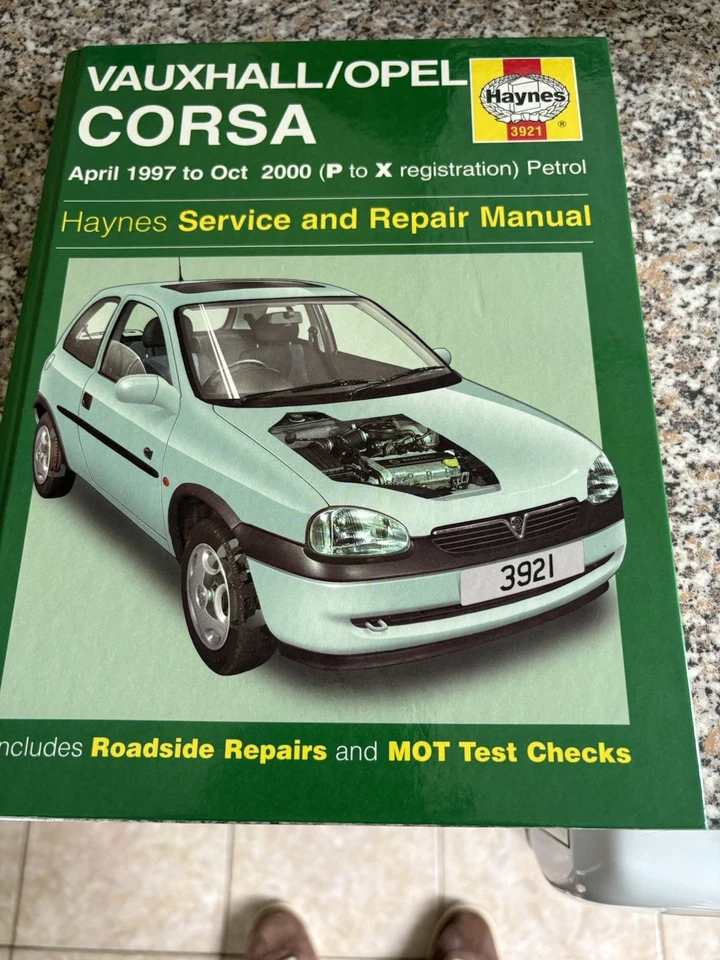 VAUXHALL/OPEL
CORSA
Haynes
3921
®
April 1997 to Oct 2000 (P to X registration) Petrol
Haynes Service and Repair Manual
3921
ncludes Roadside Repairs and MOT Test Checks